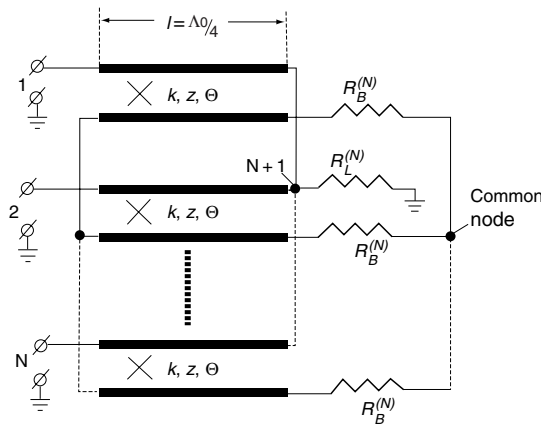 l = Λ0/4
1
k, z, Θ
R_B^(N)
N + 1
R_L^(N)
2
k, z, Θ
Common
node
R_B^(N)
N
k, z, Θ
R_B^(N)